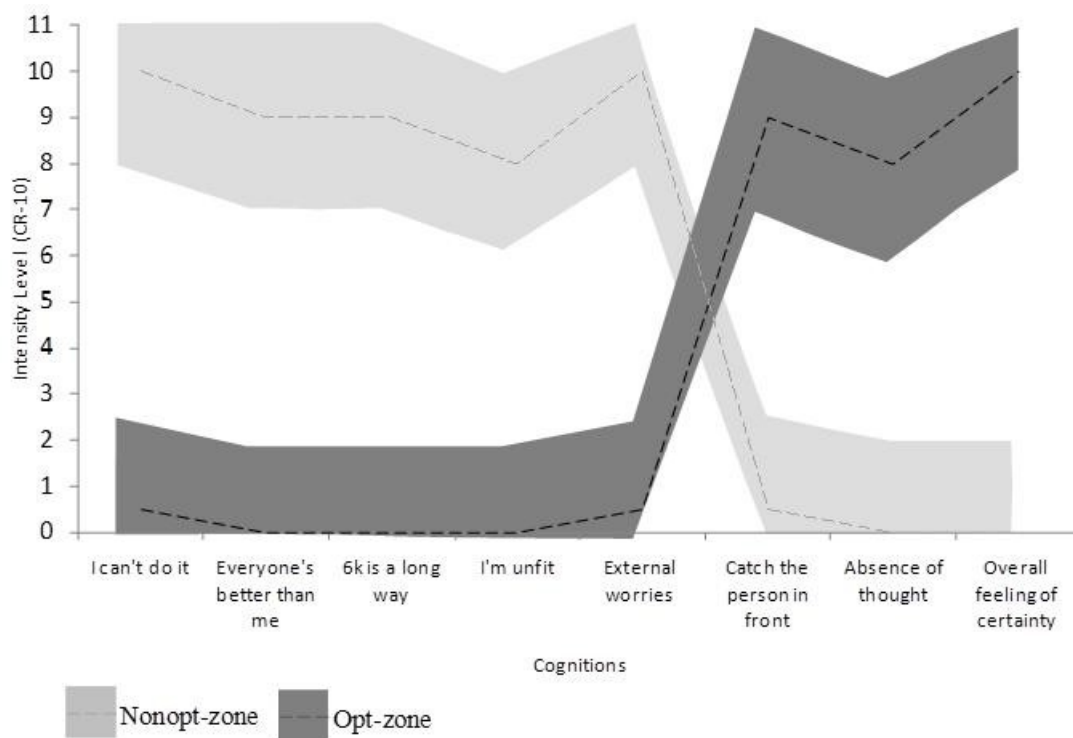 Intensity Level (CR-10)
11
10
9
8
7
6
5
4
3
2
1
0
I can't do it
Everyone's
better than
me
6k is a long
way
I'm unfit
External
worries
Catch the
person in
front
Absence of
thought
Overall
feeling of
certainty
Cognitions
Nonopt-zone
Opt-zone